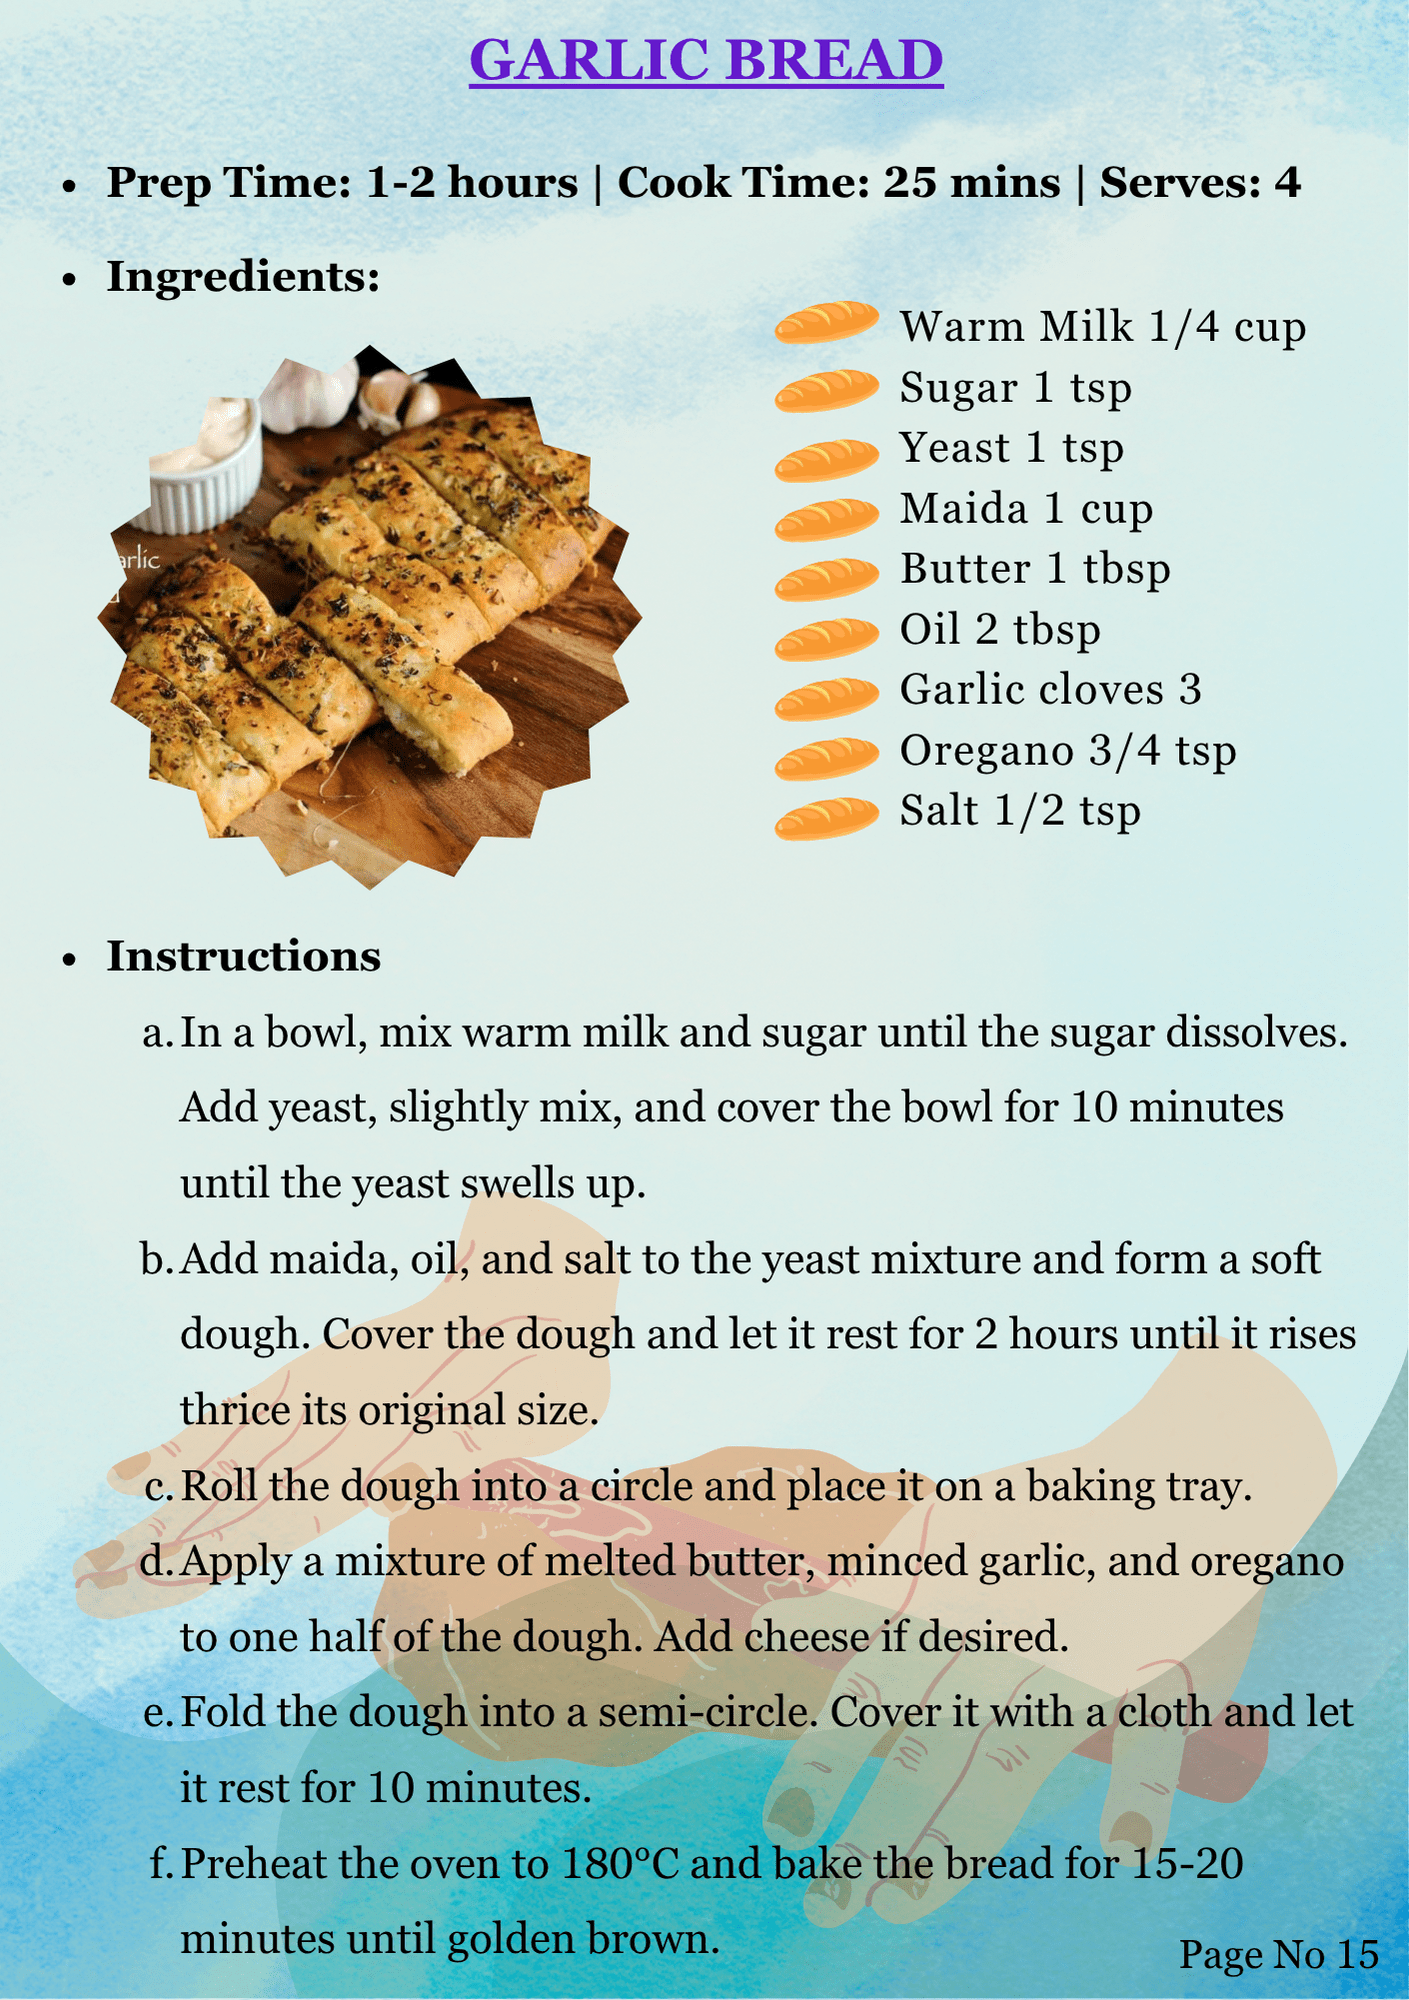 GARLIC BREAD
• Prep Time: 1-2 hours | Cook Time: 25 mins | Serves: 4
• Ingredients:
Warm Milk 1/4 cup
Sugar 1 tsp
Yeast 1 tsp
Maida 1 cup
Butter 1 tbsp
Oil 2 tbsp
Garlic cloves 3
Oregano 3/4 tsp
Salt 1/2 tsp
arlic
• Instructions
a. In a bowl, mix warm milk and sugar until the sugar dissolves.
Add yeast, slightly mix, and cover the bowl for 10 minutes
until the yeast swells up.
b. Add maida, oil, and salt to the yeast mixture and form a soft
dough. Cover the dough and let it rest for 2 hours until it rises
thrice its original size.
c. Roll the dough into a circle and place it on a baking tray.
d. Apply a mixture of melted butter, minced garlic, and oregano
to one half of the dough. Add cheese if desired.
e. Fold the dough into a semi-circle. Cover it with a cloth and let
it rest for 10 minutes.
f. Preheat the oven to 180°C and bake the bread for 15-20
minutes until golden brown.
Page No 15